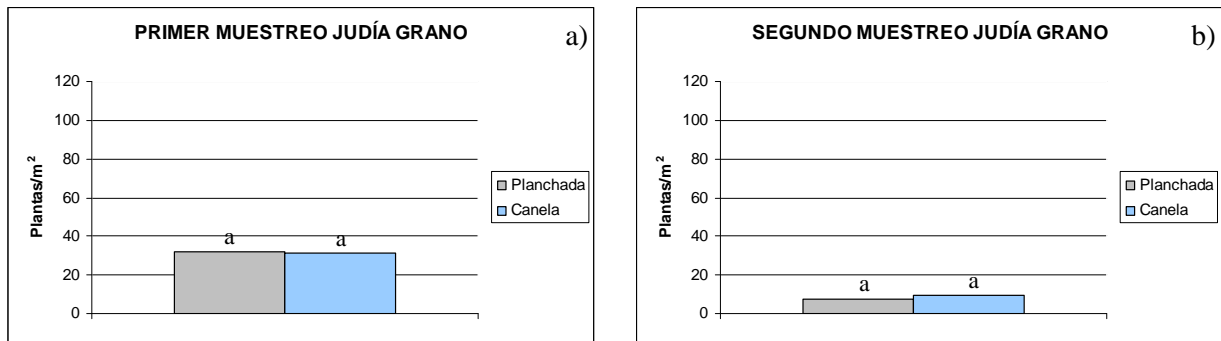 PRIMER MUESTREO JUDÍA GRANO
a)
120
100
80
60
40
20
0
Plantas/m²
a
a
Planchada
Canela
SEGUNDO MUESTREO JUDÍA GRANO
b)
120
100
80
60
40
20
0
Plantas/m²
a
a
Planchada
Canela